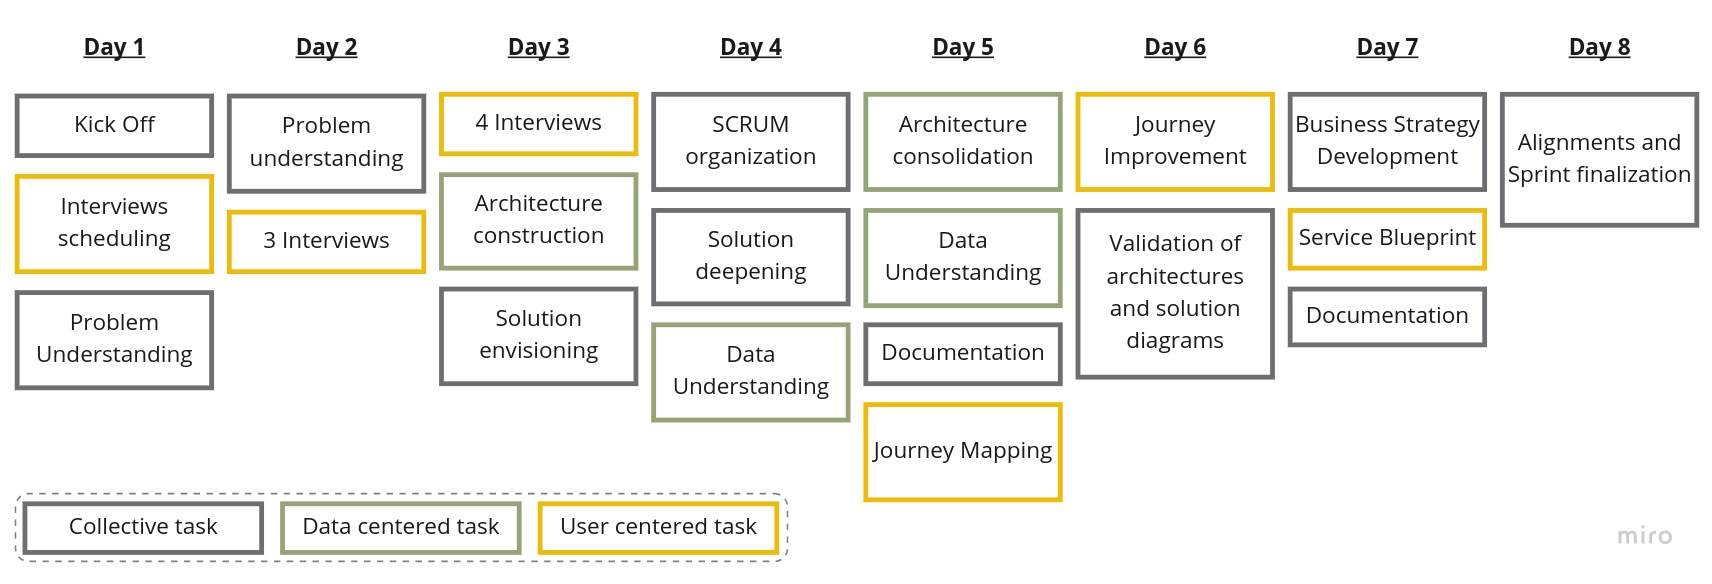 Day 1
Day 2
Day 3
Day 4
Day 5
Day 6
Day 7
Day 8
Kick Off
Interviews
scheduling
Problem
Understanding
Problem
understanding
3 Interviews
4 Interviews
Architecture
construction
Solution
envisioning
SCRUM
organization
Solution
deepening
Data
Understanding
Architecture
consolidation
Data
Understanding
Documentation
Journey Mapping
Journey
Improvement
Validation of
architectures
and solution
diagrams
Business Strategy
Development
Service Blueprint
Documentation
Alignments and
Sprint finalization
Collective task
Data centered task
User centered task
miro